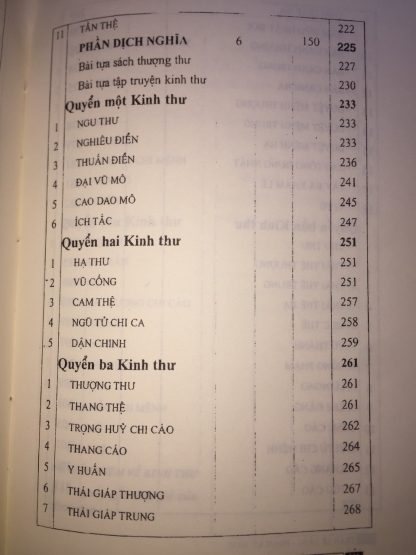 11 TẦN THỆ 222
PHẦN DỊCH NGHĨA 6 150 225
Bài tựa sách thượng thư 227
Bài tựa tập truyện kinh thư 230
Quyển một Kinh thư 233
1 NGU THƯ 233
2 NGHIÊU ĐIỂN 233
3 THUẤN ĐIỂN 236
4 ĐẠI VŨ MÔ 241
5 CAO DAO MÔ 245
6 ÍCH TẮC 247
Quyển hai Kinh thư 251
1 HẠ THƯ 251
2 VŨ CỐNG 251
3 CAM THỆ 257
4 NGŨ TỬ CHI CA 258
5 DẬN CHINH 259
Quyển ba Kinh thư 261
1 THƯỢNG THƯ 261
2 THANG THỆ 261
3 TRỌNG HUỶ CHI CÁO 262
4 THANG CÁO 264
5 Y HUẤN 265
6 THÁI GIÁP THƯỢNG 267
7 THÁI GIÁP TRUNG 268